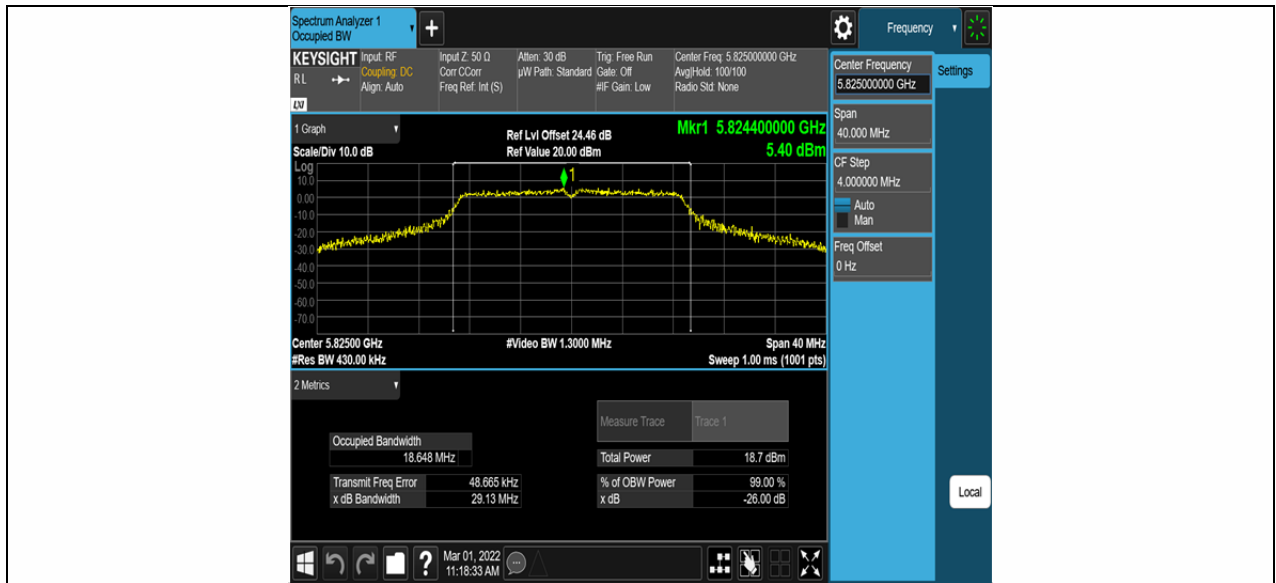 Spectrum Analyzer 1
Occupied BW
+
Frequency
KEYSIGHT
RL
LXI
Input: RF
Coupling: DC
Align: Auto
Input Z: 50 Ω
Corr CCorr
Freq Ref: Int (S)
Atten: 30 dB
µW Path: Standard
Trig: Free Run
Gate: Off
#IF Gain: Low
Center Freq: 5.825000000 GHz
Avg|Hold: 100/100
Radio Std: None
Center Frequency
5.825000000 GHz
Settings
Span
40.000 MHz
CF Step
4.000000 MHz
Auto
Man
Freq Offset
0 Hz
Local
1 Graph
Scale/Div 10.0 dB
Ref Lvl Offset 24.46 dB
Ref Value 20.00 dBm
Mkr1 5.824400000 GHz
5.40 dBm
Log
1
10.0
0.00
-10.0
-20.0
-30.0
-40.0
-50.0
-60.0
-70.0
Center 5.82500 GHz
#Res BW 430.00 kHz
#Video BW 1.3000 MHz
Span 40 MHz
Sweep 1.00 ms (1001 pts)
2 Metrics
Measure Trace Trace 1
Occupied Bandwidth
18.648 MHz
Total Power 18.7 dBm
Transmit Freq Error 48.665 kHz
% of OBW Power 99.00 %
x dB Bandwidth 29.13 MHz
x dB -26.00 dB
?
Mar 01, 2022
11:18:33 AM